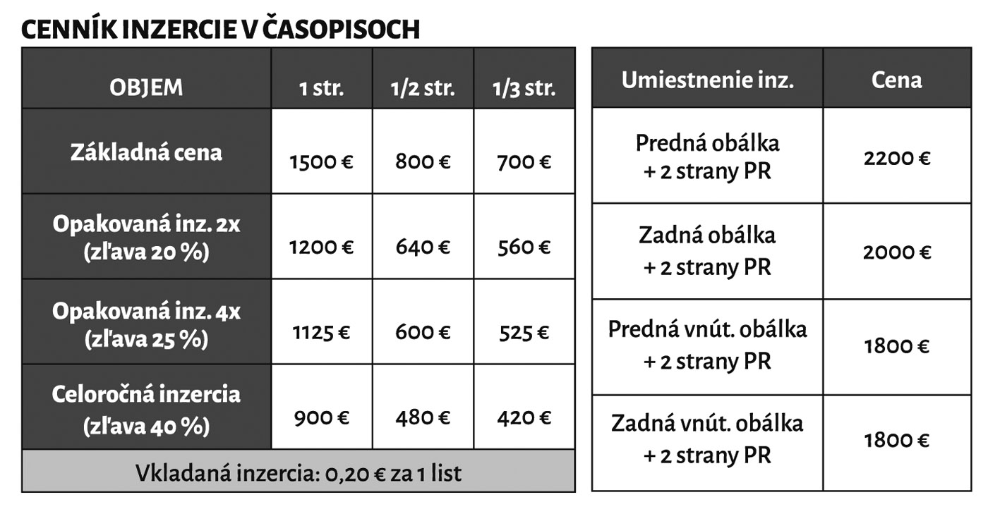 CENNÍK INZERCIE V ČASOPISOCH
OBJEM 1 str. 1/2 str. 1/3 str.
Základná cena 1500 € 800 € 700 €
Opakovaná inz. 2x
(zľava 20 %) 1200 € 640 € 560 €
Opakovaná inz. 4x
(zľava 25 %) 1125 € 600 € 525 €
Celoročná inzercia
(zľava 40 %) 900 € 480 € 420 €
Vkladaná inzercia: 0,20 € za 1 list
Umiestnenie inz. Cena
Predná obálka
+ 2 strany PR 2200 €
Zadná obálka
+ 2 strany PR 2000 €
Predná vnút. obálka
+ 2 strany PR 1800 €
Zadná vnút. obálka
+ 2 strany PR 1800 €